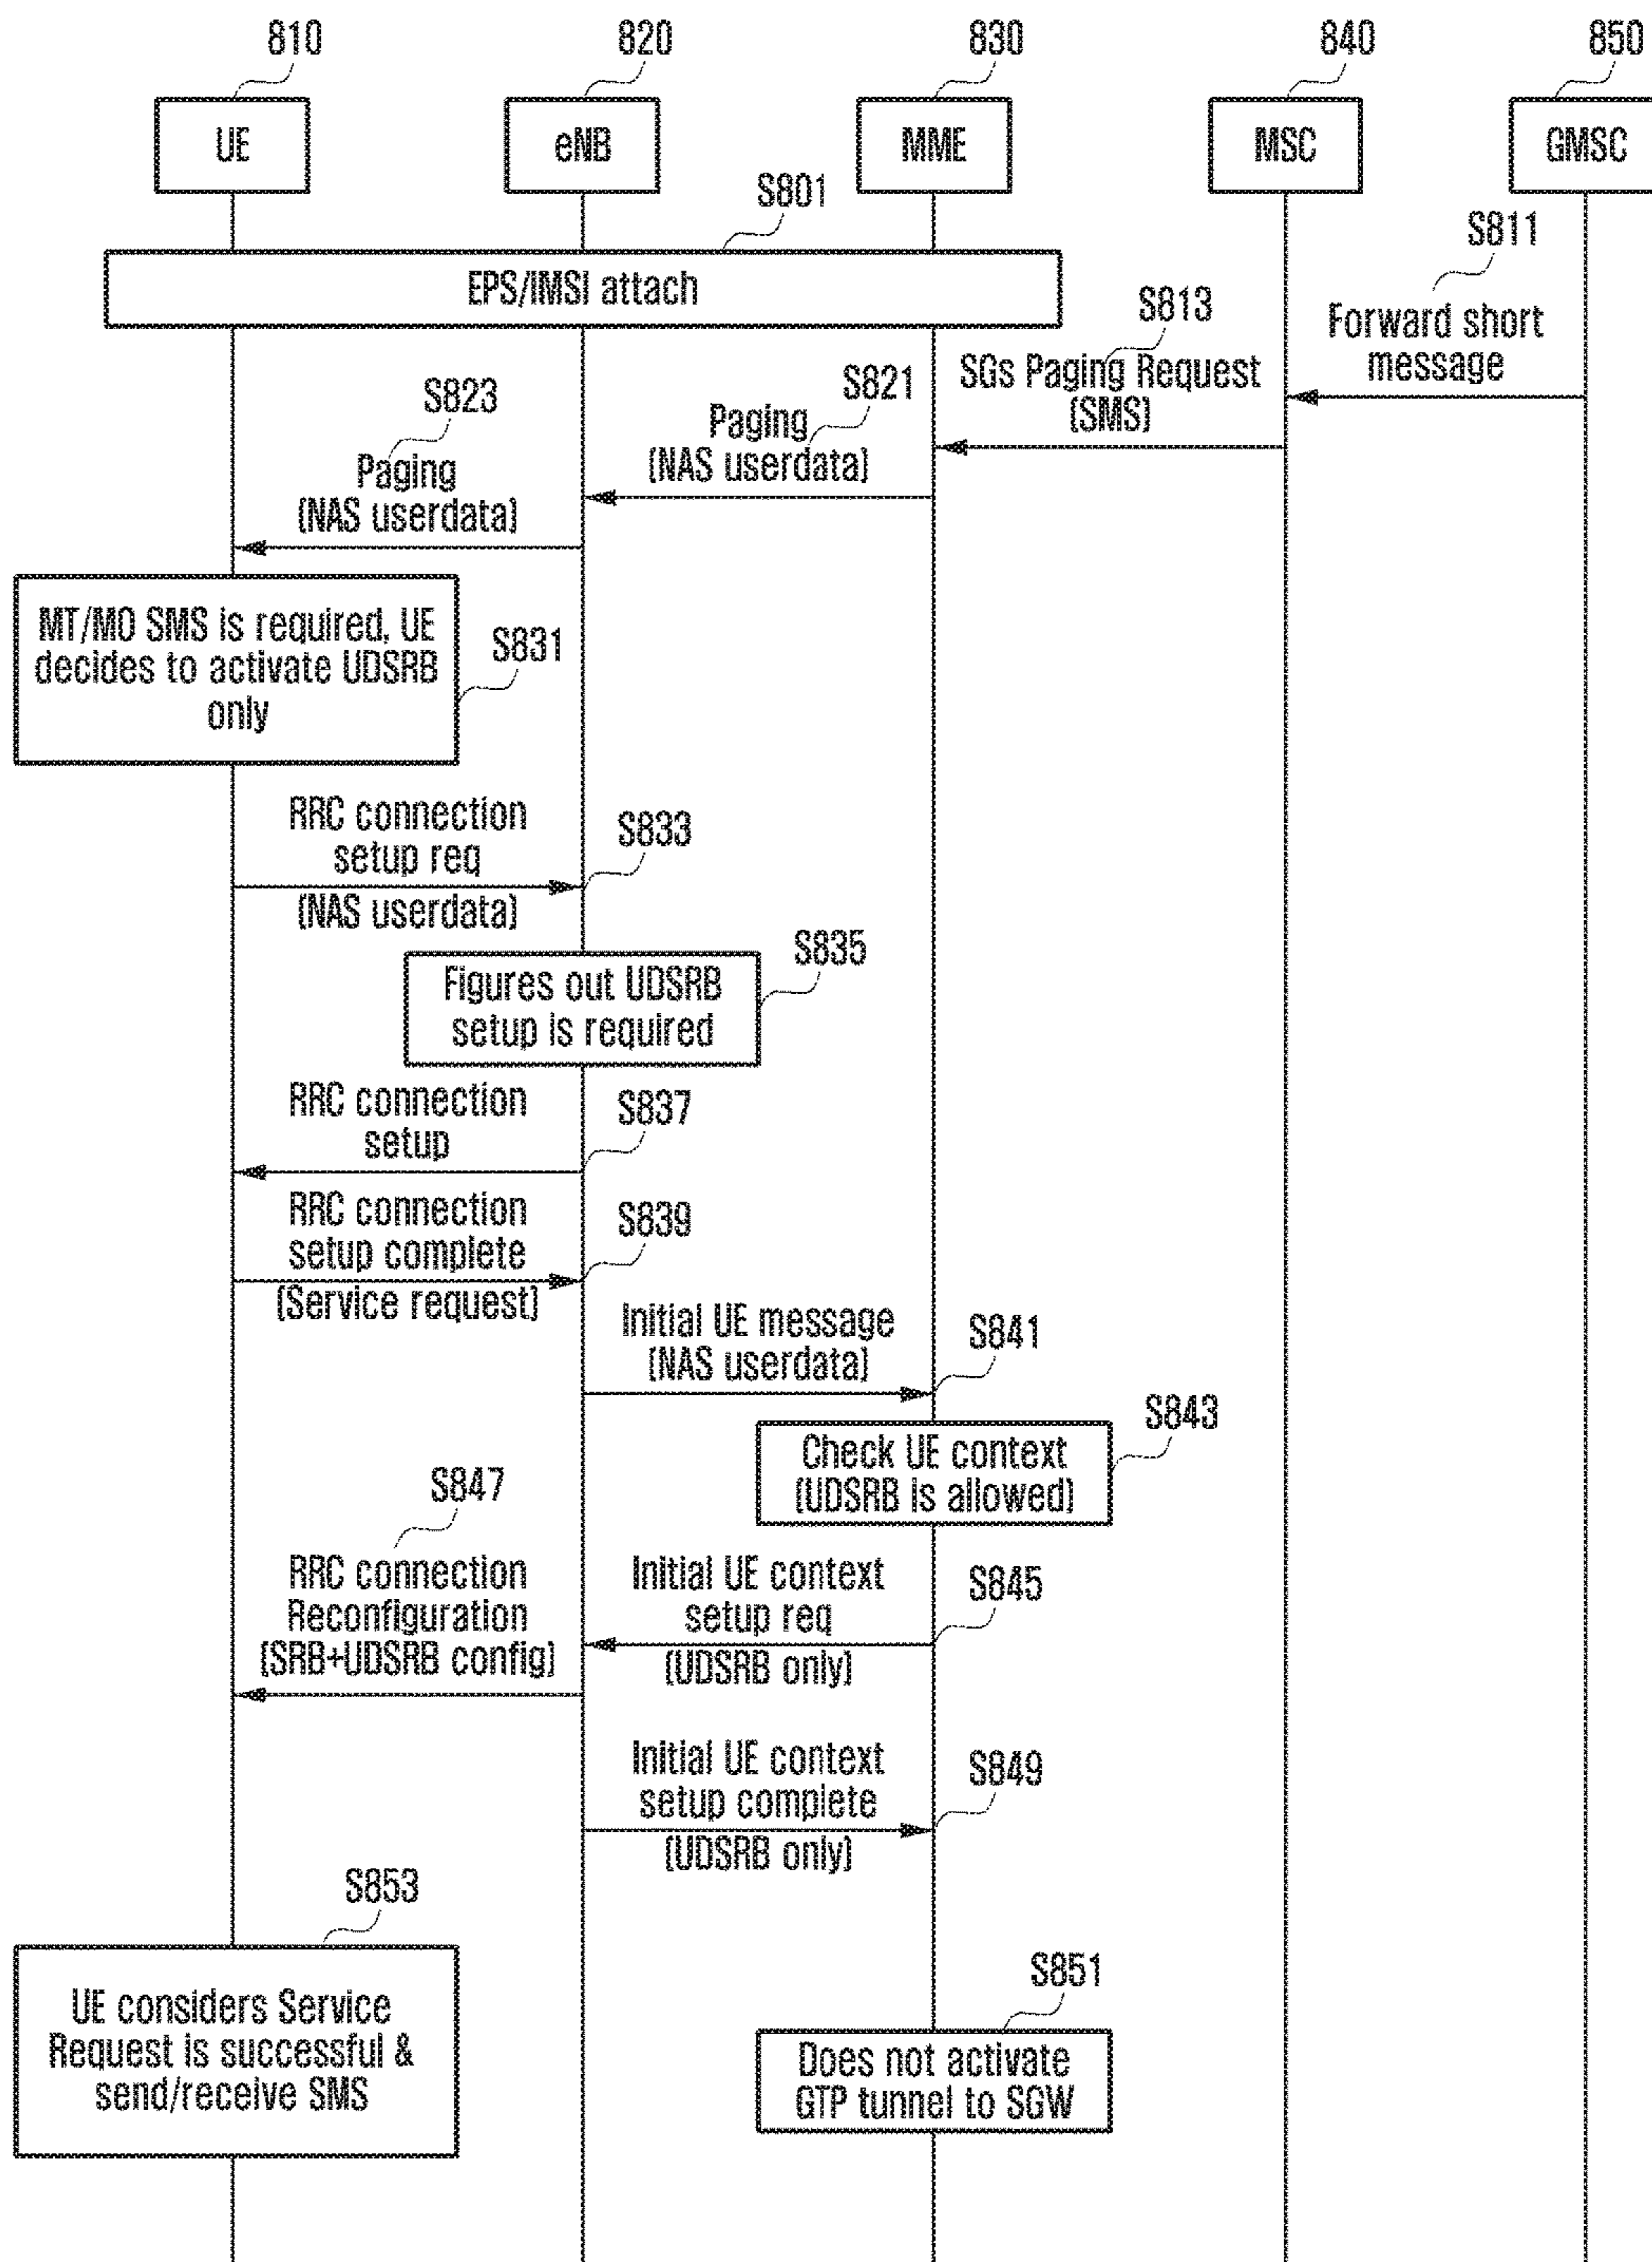 810
820
830
840
850
UE
eNB
MME
MSC
GMSC
S801
EPS/IMSI attach
S811
Forward short
message
S813
SGs Paging Request
(SMS)
S821
Paging
(NAS userdata)
S823
Paging
(NAS userdata)
MT/MO SMS is required, UE
decides to activate UDSRB
only
S831
RRC connection
setup req
(NAS userdata)
S833
Figures out UDSRB
setup is required
S835
RRC connection
setup
S837
RRC connection
setup complete
(Service request)
S839
Initial UE message
(NAS userdata)
S841
Check UE context
(UDSRB is allowed)
S843
Initial UE context
setup req
(UDSRB only)
S845
S847
RRC connection
Reconfiguration
(SRB+UDSRB config)
Initial UE context
setup complete
(UDSRB only)
S849
S853
UE considers Service
Request is successful &
send/receive SMS
S851
Does not activate
GTP tunnel to SGW